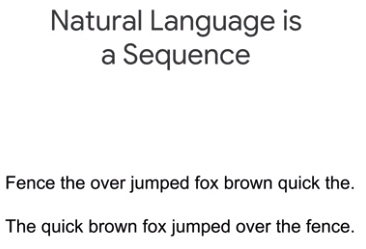 Natural Language is
a Sequence
Fence the over jumped fox brown quick the.
The quick brown fox jumped over the fence.